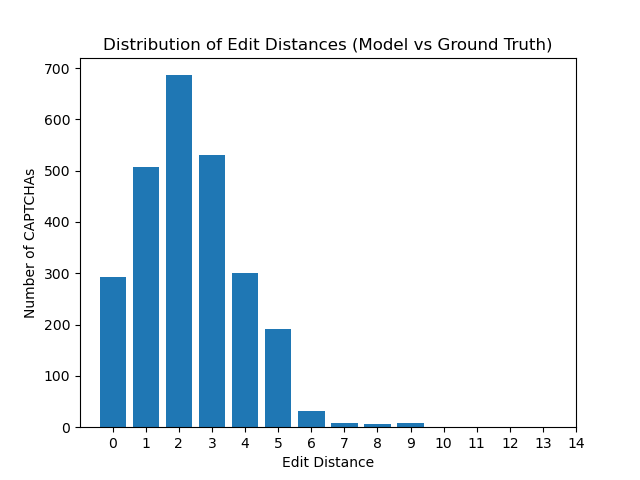 Distribution of Edit Distances (Model vs Ground Truth)
Number of CAPTCHAs
700
600
500
400
300
200
100
0
0 1 2 3 4 5 6 7 8 9 10 11 12 13 14
Edit Distance